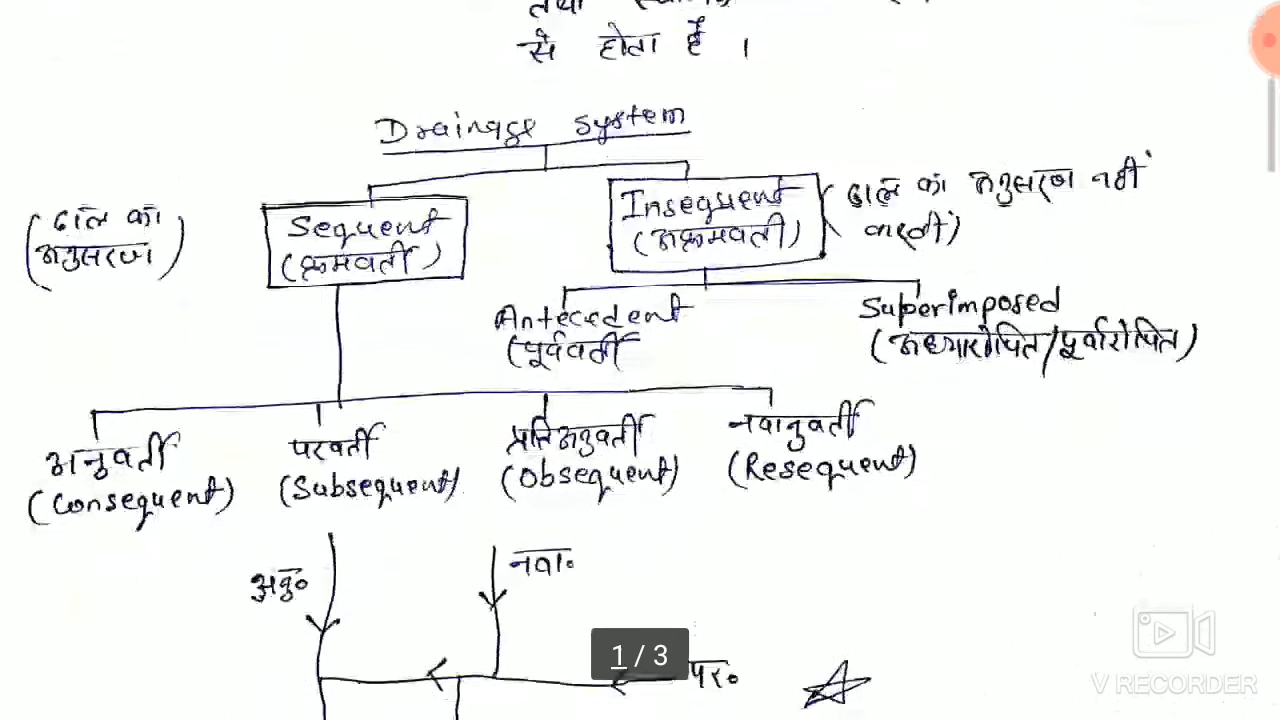 तथा
से होता है ।
Drainage system
(ढाल का
अनुसरण)
Sequent
(क्रमवर्ती)
Insequent
(अक्रमवर्ती)
(ढाल का अनुसरण नहीं
करती)
Antecedent
(पूर्ववर्ती
Superimposed
(अध्यारोपित/पूर्वारोपित)
अनुवर्ती
(Consequent)
परवर्ती
(Subsequent)
प्रतिअनुवर्ती
(Obsequent)
नवानुवर्ती
(Resequent)
अनु०
नवा०
पर०
1 / 3
V RECORDER